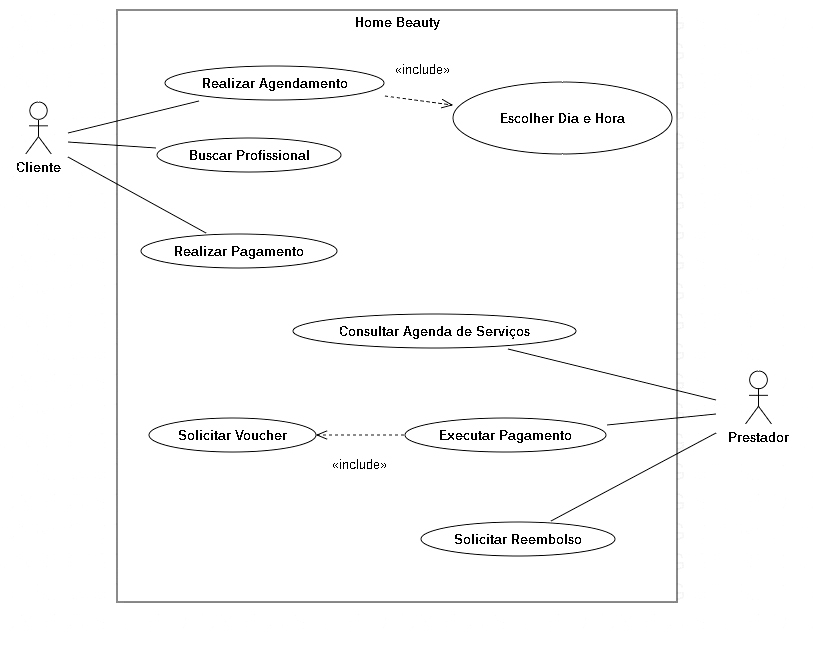 Home Beauty
«include»
Realizar Agendamento
Escolher Dia e Hora
Buscar Profissional
Cliente
Realizar Pagamento
Consultar Agenda de Serviços
Solicitar Voucher
Executar Pagamento
Prestador
«include»
Solicitar Reembolso